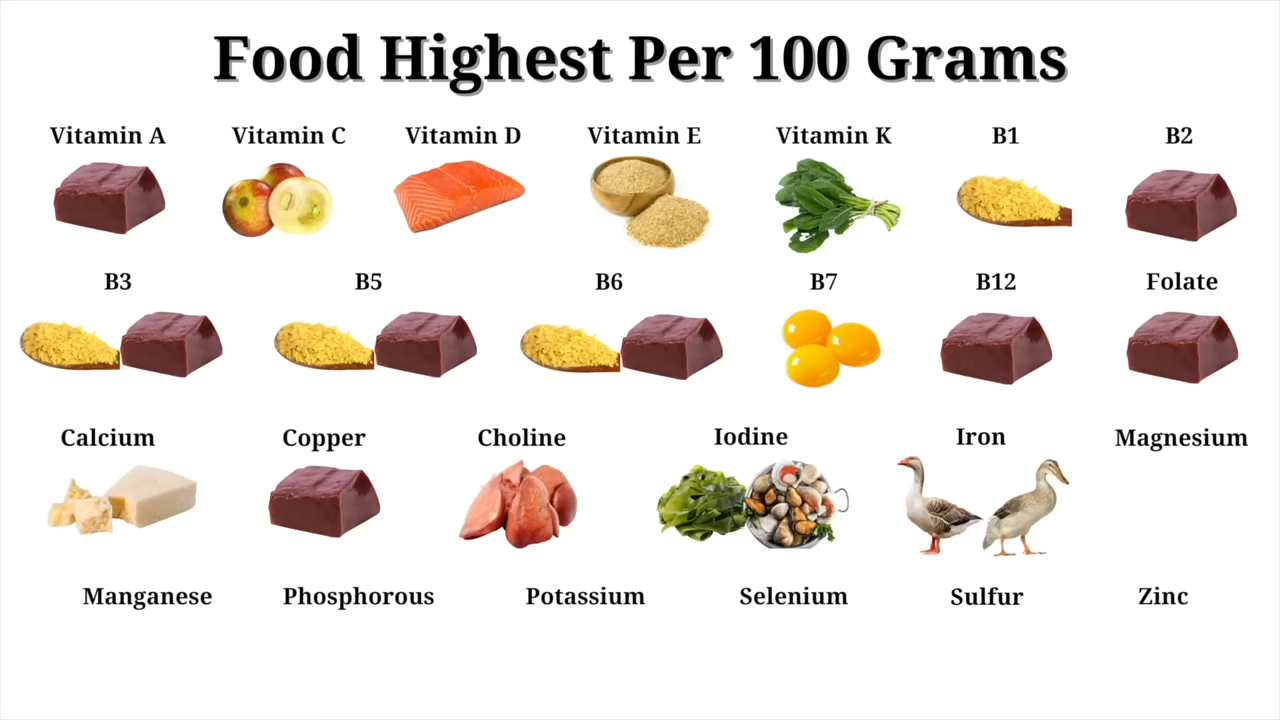 Food Highest Per 100 Grams
Vitamin A Vitamin C Vitamin D Vitamin E Vitamin K B1 B2
B3 B5 B6 B7 B12 Folate
Calcium Copper Choline Iodine Iron Magnesium
Manganese Phosphorous Potassium Selenium Sulfur Zinc